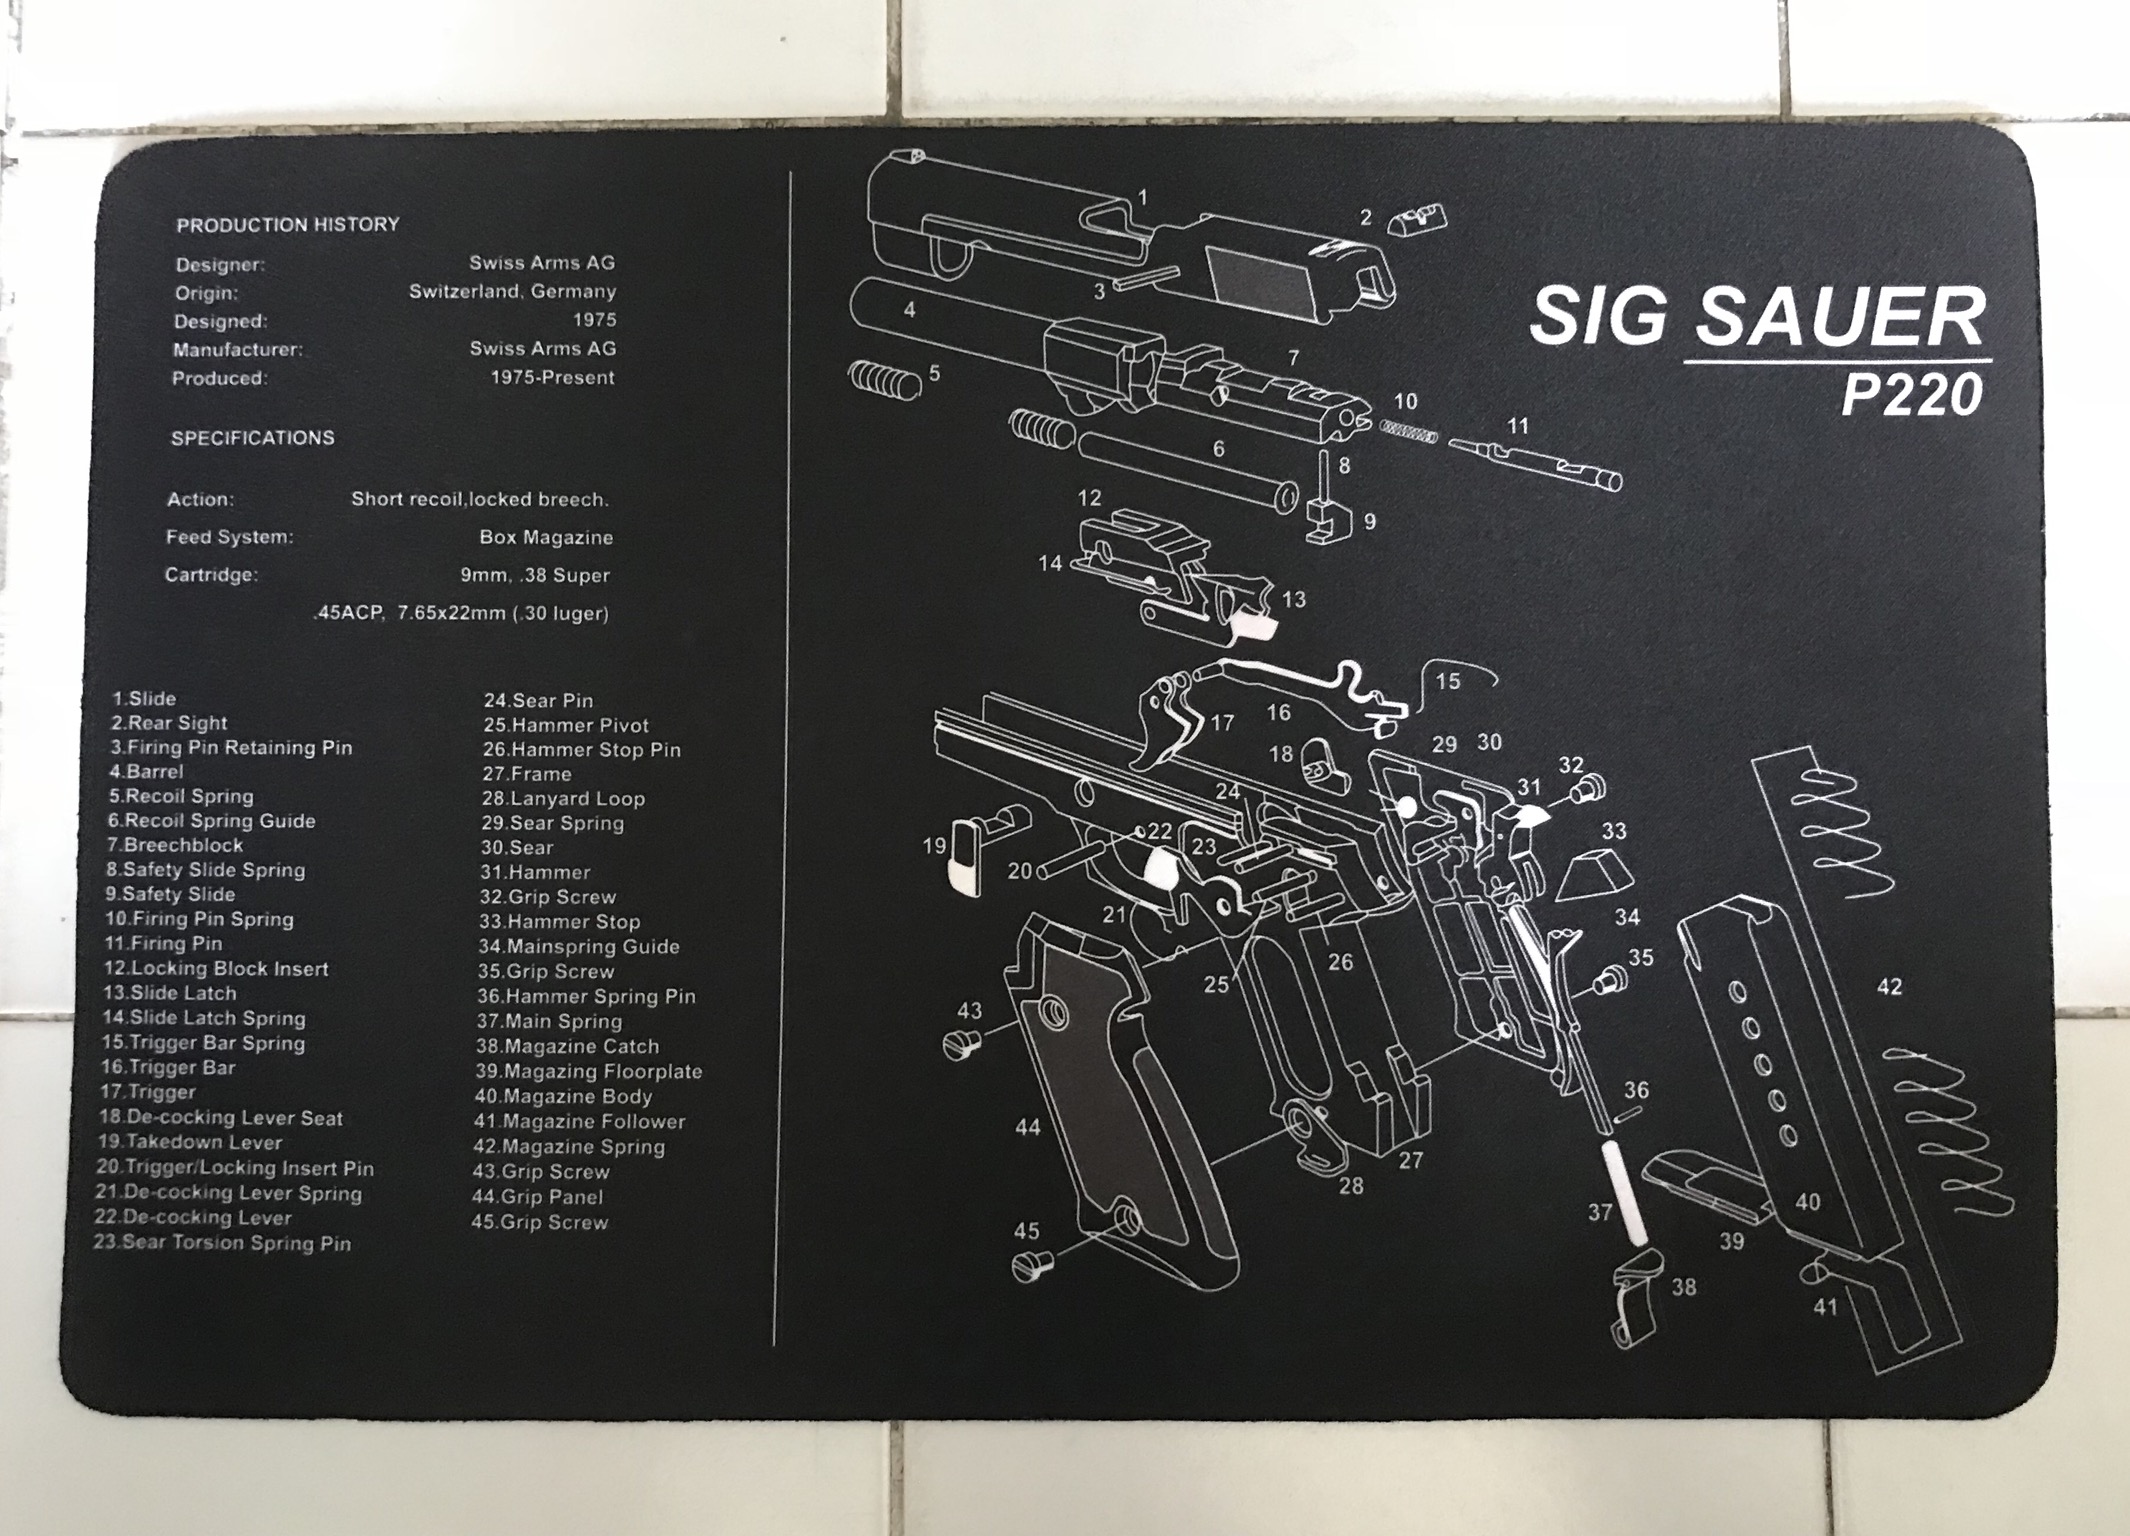 PRODUCTION HISTORY
Designer: Swiss Arms AG
Origin: Switzerland, Germany
Designed: 1975
Manufacturer: Swiss Arms AG
Produced: 1975-Present
SPECIFICATIONS
Action: Short recoil,locked breech.
Feed System: Box Magazine
Cartridge: 9mm, .38 Super
.45ACP, 7.65x22mm (.30 luger)
1.Slide
2.Rear Sight
3.Firing Pin Retaining Pin
4.Barrel
5.Recoil Spring
6.Recoil Spring Guide
7.Breechblock
8.Safety Slide Spring
9.Safety Slide
10.Firing Pin Spring
11.Firing Pin
12.Locking Block Insert
13.Slide Latch
14.Slide Latch Spring
15.Trigger Bar Spring
16.Trigger Bar
17.Trigger
18.De-cocking Lever Seat
19.Takedown Lever
20.Trigger/Locking Insert Pin
21.De-cocking Lever Spring
22.De-cocking Lever
23.Sear Torsion Spring Pin
24.Sear Pin
25.Hammer Pivot
26.Hammer Stop Pin
27.Frame
28.Lanyard Loop
29.Sear Spring
30.Sear
31.Hammer
32.Grip Screw
33.Hammer Stop
34.Mainspring Guide
35.Grip Screw
36.Hammer Spring Pin
37.Main Spring
38.Magazine Catch
39.Magazing Floorplate
40.Magazine Body
41.Magazine Follower
42.Magazine Spring
43.Grip Screw
44.Grip Panel
45.Grip Screw
SIG SAUER
P220
1
2
3
4
5
6
7
8
9
10
11
12
13
14
15
16
17
18
19
20
21
22
23
24
25
26
27
28
29
30
31
32
33
34
35
36
37
38
39
40
41
42
43
44
45